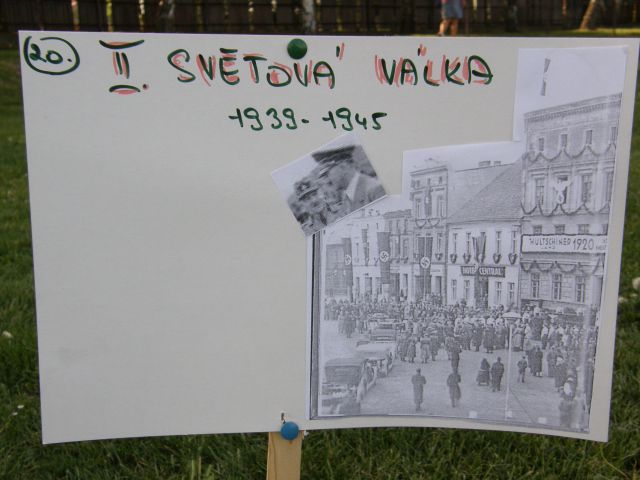 20.
II. SVĚTOVÁ VÁLKA
1939-1945
HULTSCHINER 1920
HOTEL CENTRAL